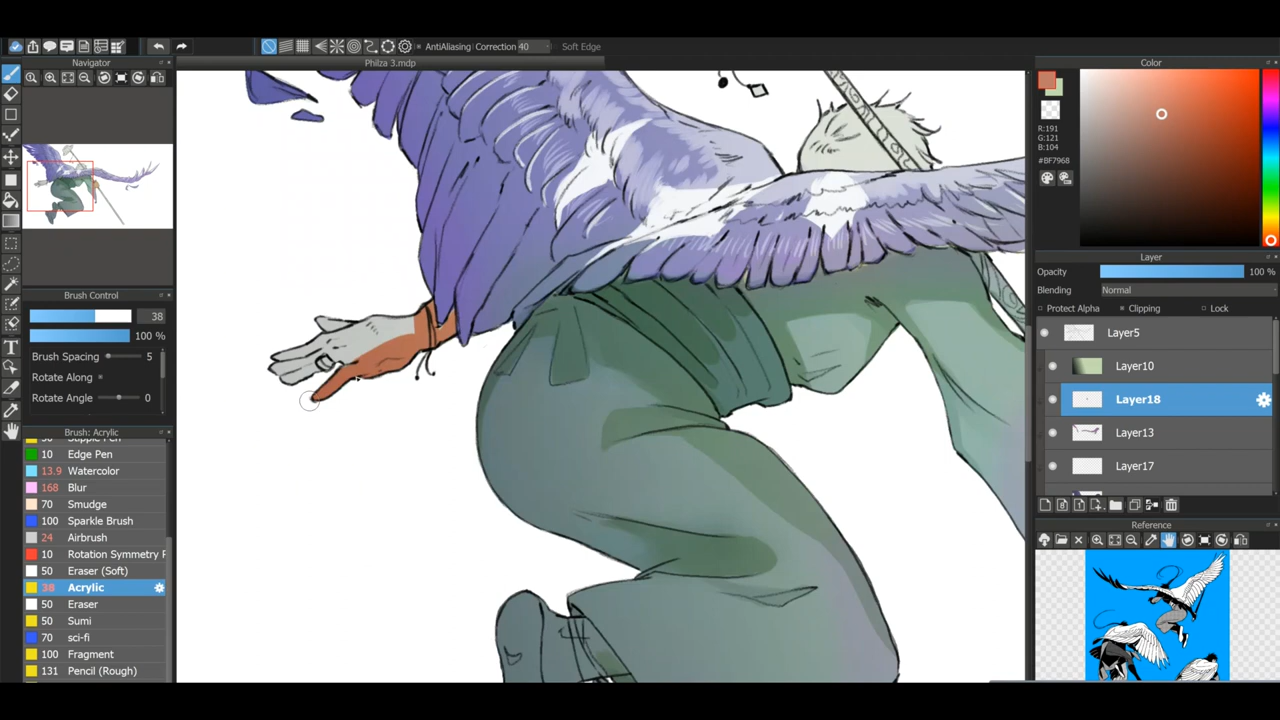 AntiAliasing Correction 40 Soft Edge
Navigator
Philza 3.mdp
Color
R:191
G:121
B:104
#BF7968
Layer
Opacity 100 %
Blending Normal
Protect Alpha Clipping Lock
Layer5
Layer10
Layer18
Layer13
Layer17
Reference
Brush Control
38
100 %
Brush Spacing 5
Rotate Along
Rotate Angle 0
Brush: Acrylic
10 Edge Pen
13.9 Watercolor
168 Blur
70 Smudge
100 Sparkle Brush
24 Airbrush
10 Rotation Symmetry
50 Eraser (Soft)
38 Acrylic
50 Eraser
50 Sumi
70 sci-fi
100 Fragment
131 Pencil (Rough)